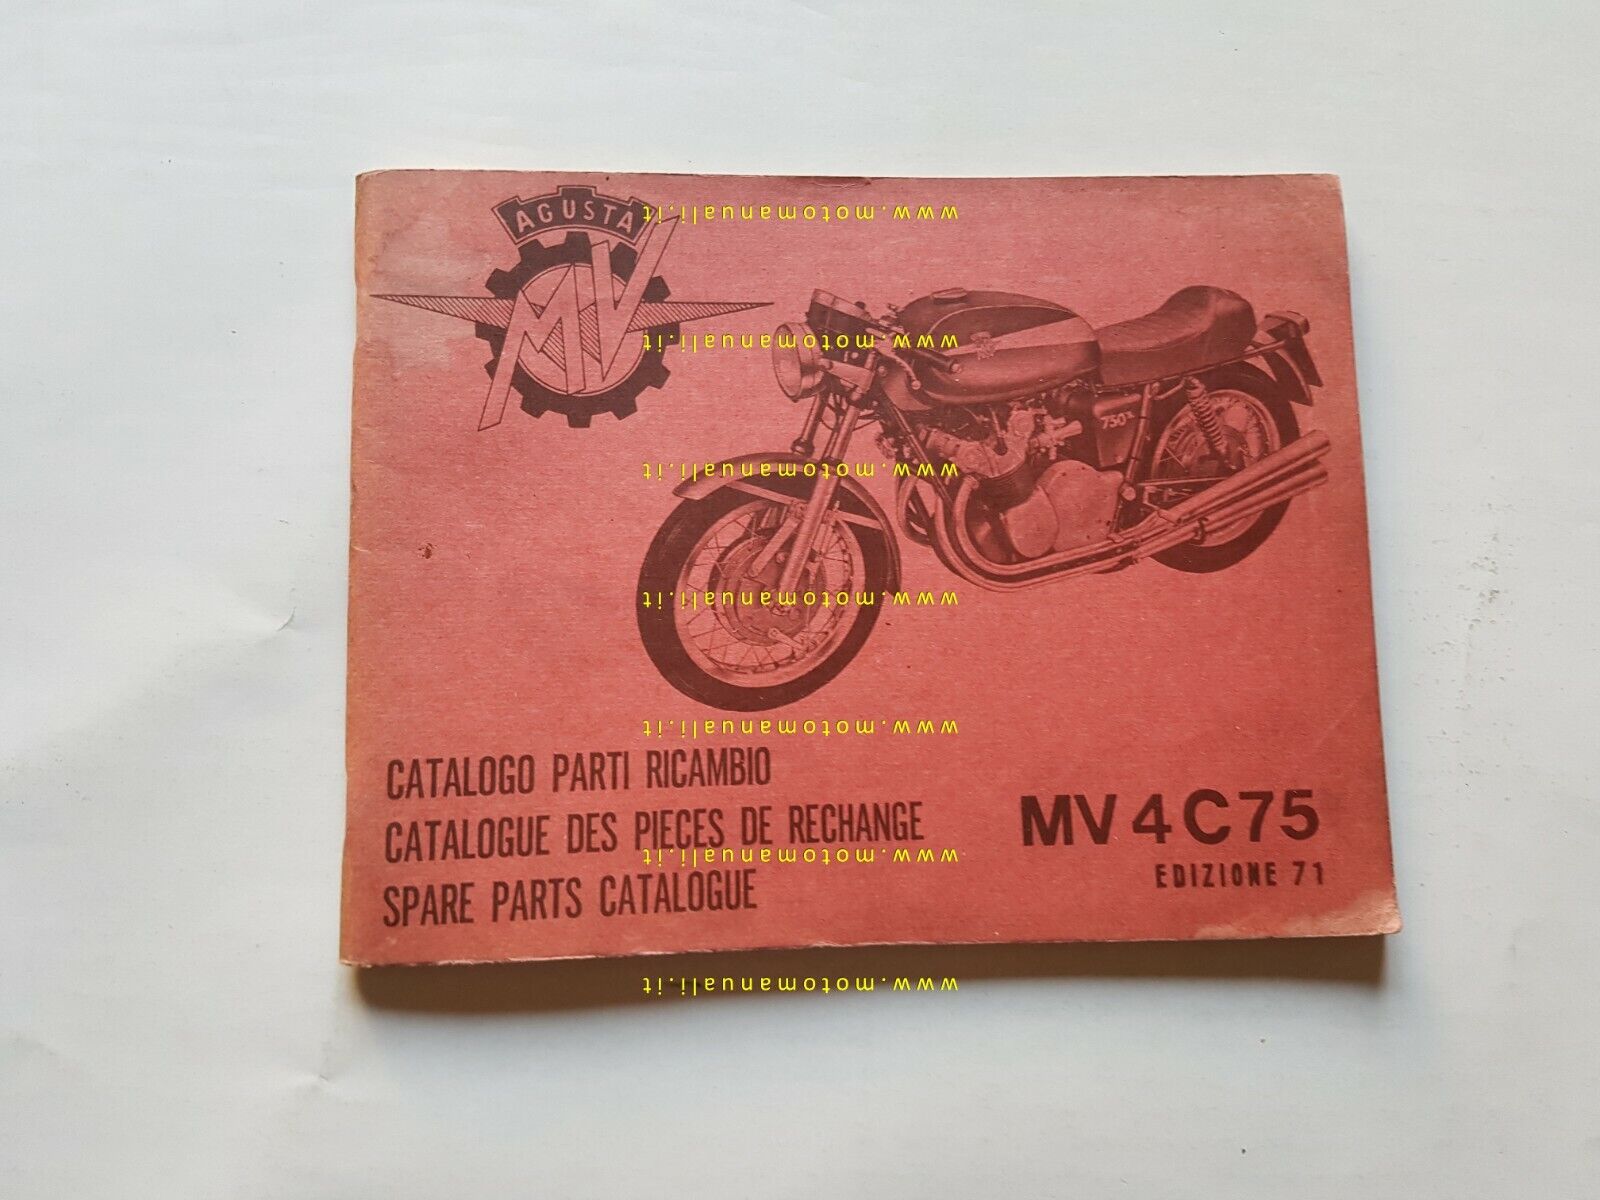 AGUSTA
MV
www.motomanuali.it
www.motomanuali.it
750 S
www.motomanuali.it
www.motomanuali.it
www.motomanuali.it
CATALOGO PARTI RICAMBIO
CATALOGUE DES PIECES DE RECHANGE
MV 4 C75
www.motomanuali.it
EDIZIONE 71
SPARE PARTS CATALOGUE
www.motomanuali.it